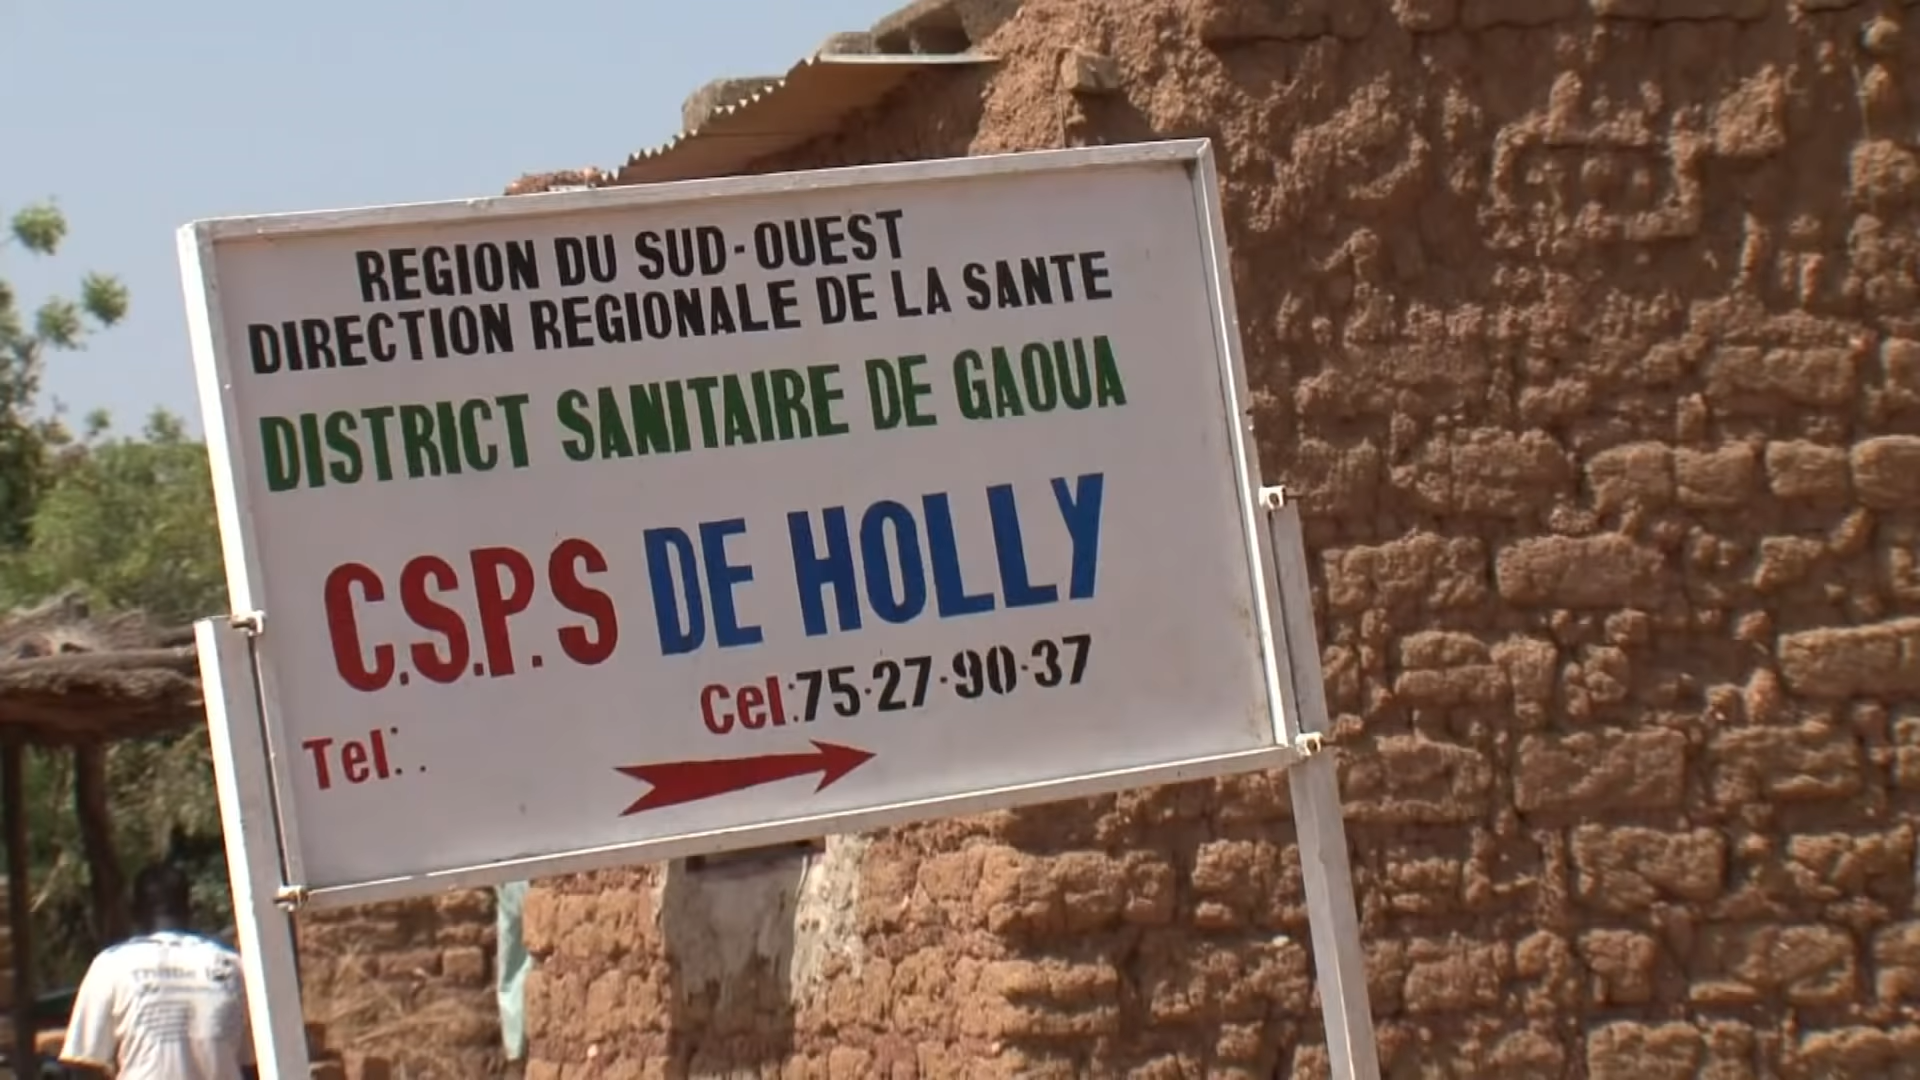 REGION DU SUD-OUEST
DIRECTION REGIONALE DE LA SANTE
DISTRICT SANITAIRE DE GAOUA
C.S.P.S DE HOLLY
Cel:75·27·90·37
Tel:.